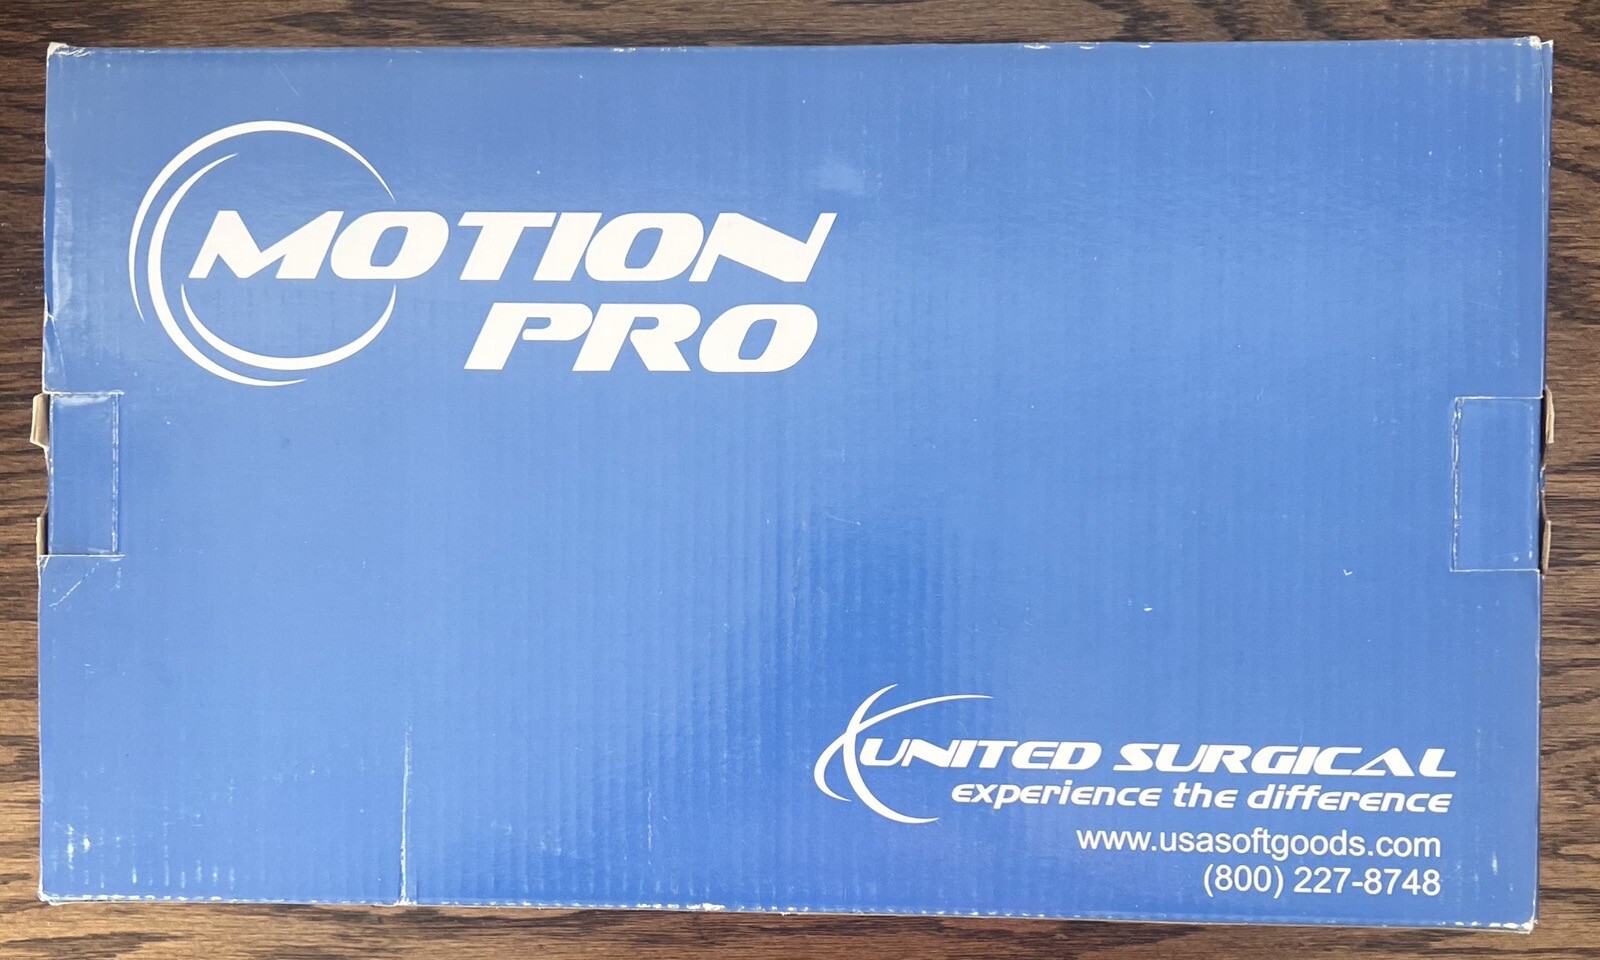 MOTION
PRO
UNITED SURGICAL
experience the difference
www.usasoftgoods.com
(800) 227-8748